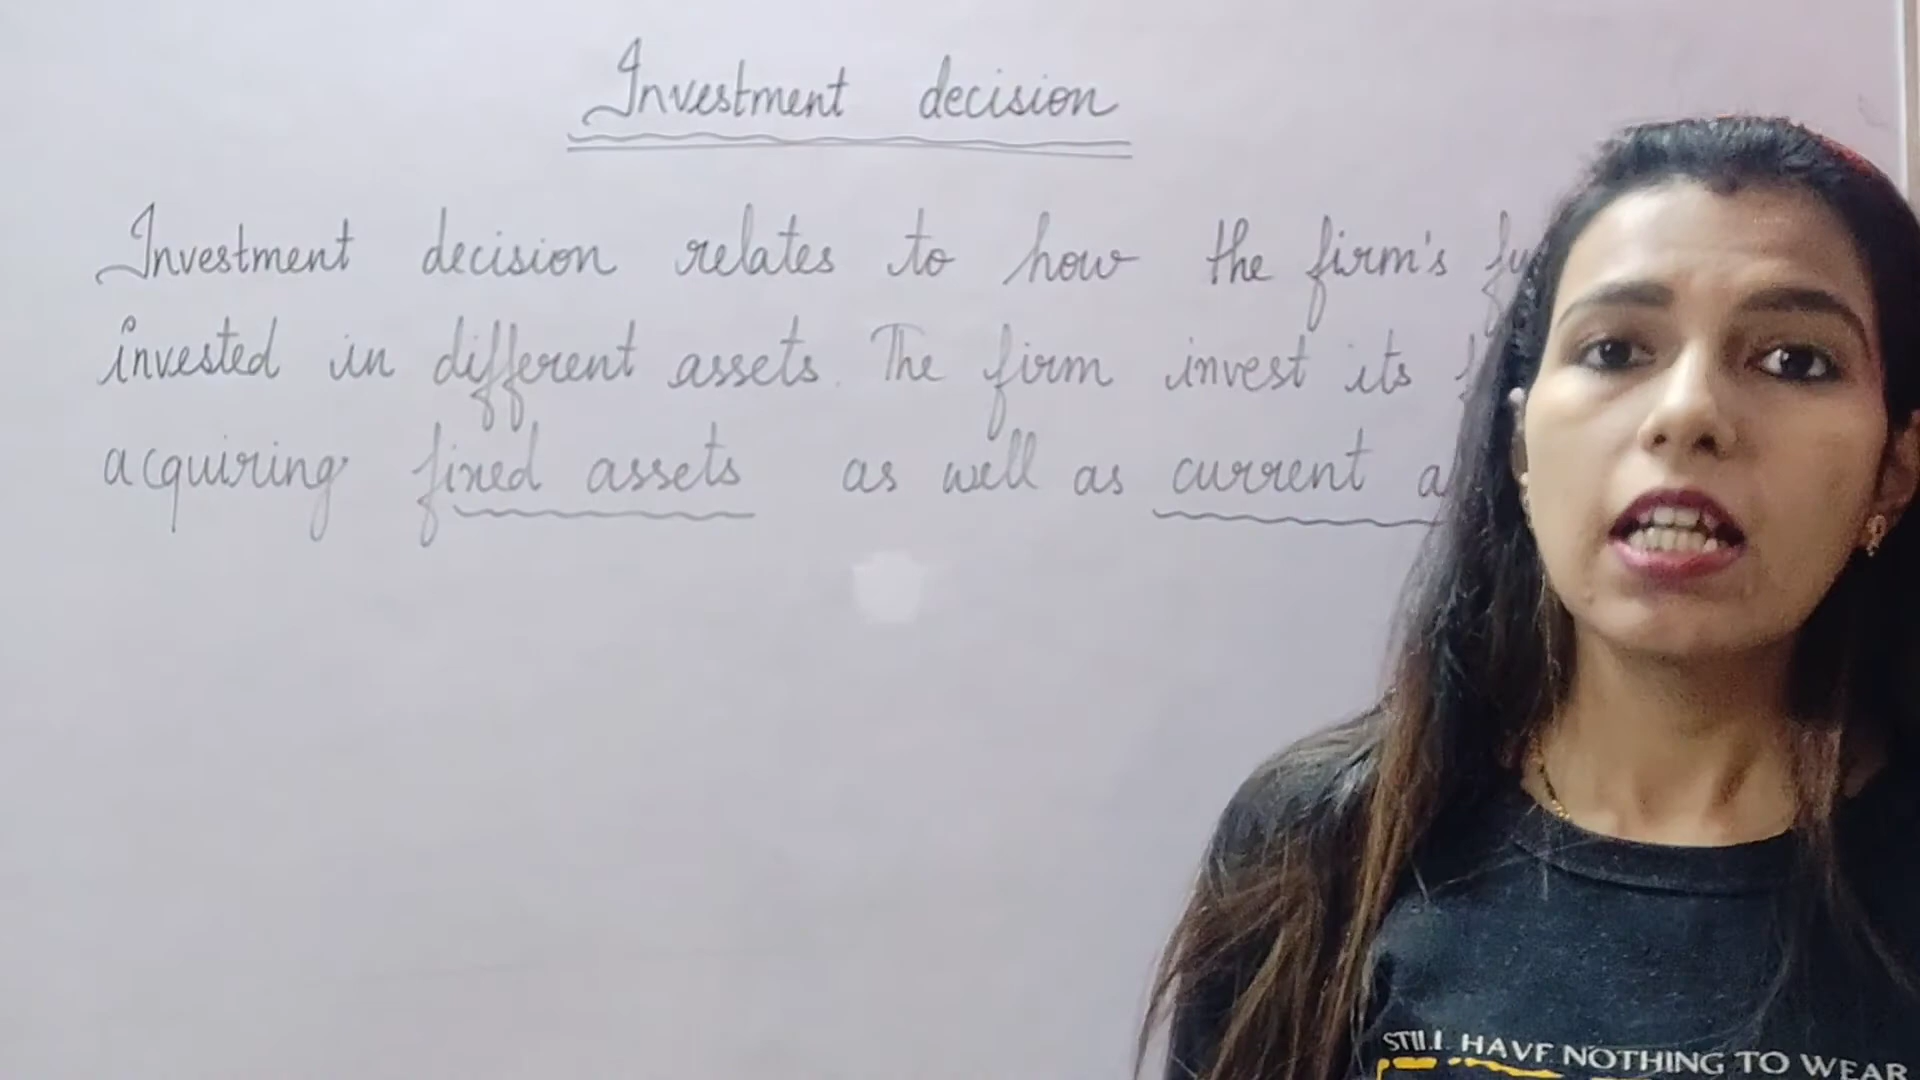 Investment decision
Investment decision relates to how the firm's
invested in different assets. The firm invest its
acquiring fixed assets as well as current
STILL HAVE NOTHING TO WEAR